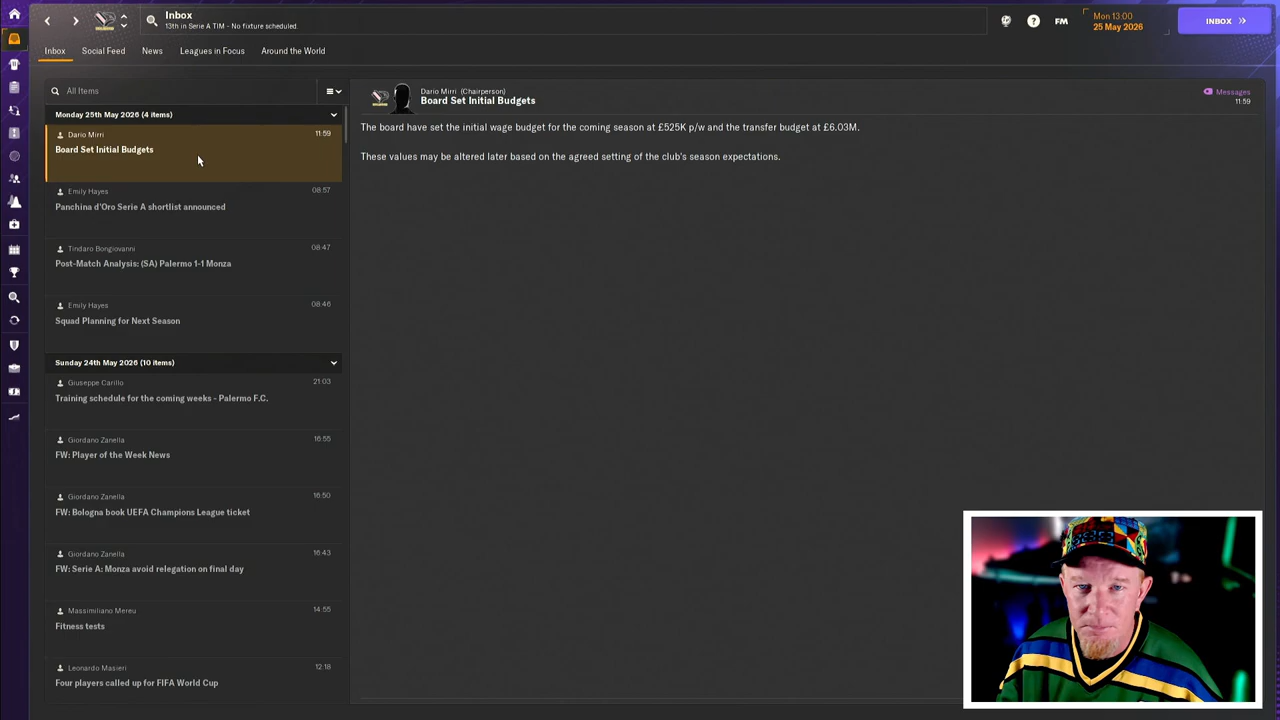 Inbox
13th in Serie A TIM - No fixture scheduled.
FM
Mon 13:00
25 May 2026
INBOX
Inbox
Social Feed
News
Leagues in Focus
Around the World
All Items
Monday 25th May 2026 (4 items)
Dario Mirri
11:59
Board Set Initial Budgets
Emily Hayes
08:57
Panchina d'Oro Serie A shortlist announced
Tindaro Bongiovanni
08:47
Post-Match Analysis: (SA) Palermo 1-1 Monza
Emily Hayes
08:46
Squad Planning for Next Season
Sunday 24th May 2026 (10 items)
Giuseppe Carillo
21:03
Training schedule for the coming weeks - Palermo F.C.
Giordano Zanella
16:55
FW: Player of the Week News
Giordano Zanella
16:50
FW: Bologna book UEFA Champions League ticket
Giordano Zanella
16:43
FW: Serie A: Monza avoid relegation on final day
Massimiliano Mereu
14:55
Fitness tests
Leonardo Masieri
12:18
Four players called up for FIFA World Cup
Dario Mirri (Chairperson)
Board Set Initial Budgets
Messages
11:59
The board have set the initial wage budget for the coming season at £525K p/w and the transfer budget at £6.03M.
These values may be altered later based on the agreed setting of the club's season expectations.